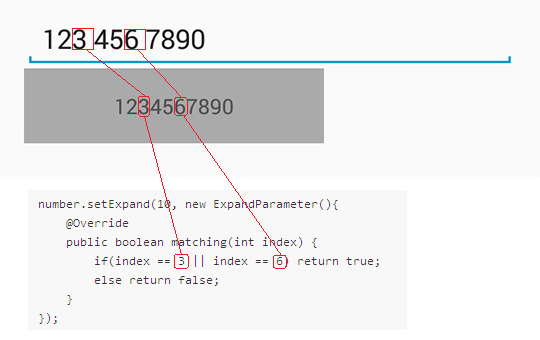 123 456 7890
1234567890
number.setExpand(10, new ExpandParameter(){
    @Override
    public boolean matching(int index) {
        if(index == 3 || index == 6) return true;
        else return false;
    }
});